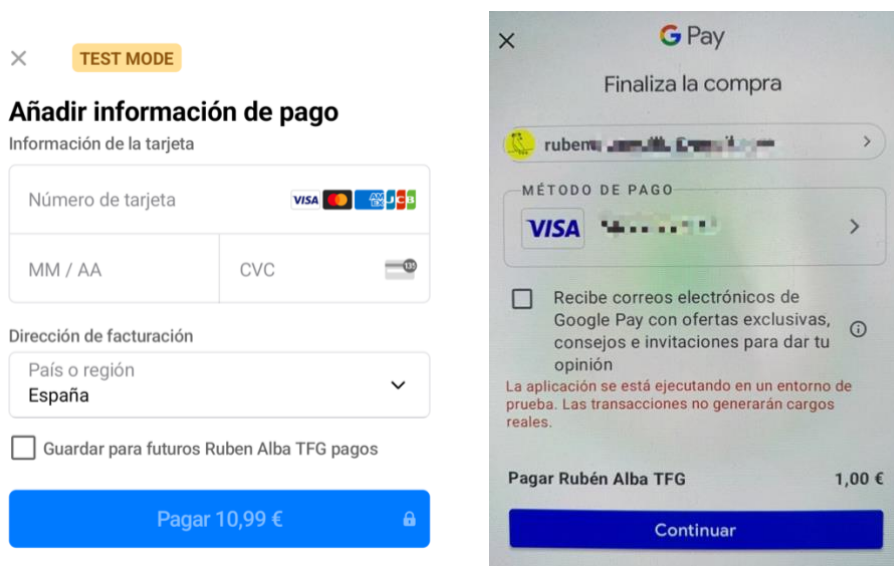 TEST MODE
Añadir información de pago
Información de la tarjeta
Número de tarjeta
VISA
AMEX
JCB
MM / AA
CVC
135
Dirección de facturación
País o región
España
Guardar para futuros Ruben Alba TFG pagos
Pagar 10,99 €
G Pay
Finaliza la compra
MÉTODO DE PAGO
VISA
Recibe correos electrónicos de
Google Pay con ofertas exclusivas,
consejos e invitaciones para dar tu
opinión
La aplicación se está ejecutando en un entorno de
prueba. Las transacciones no generarán cargos
reales.
Pagar Rubén Alba TFG 1,00 €
Continuar